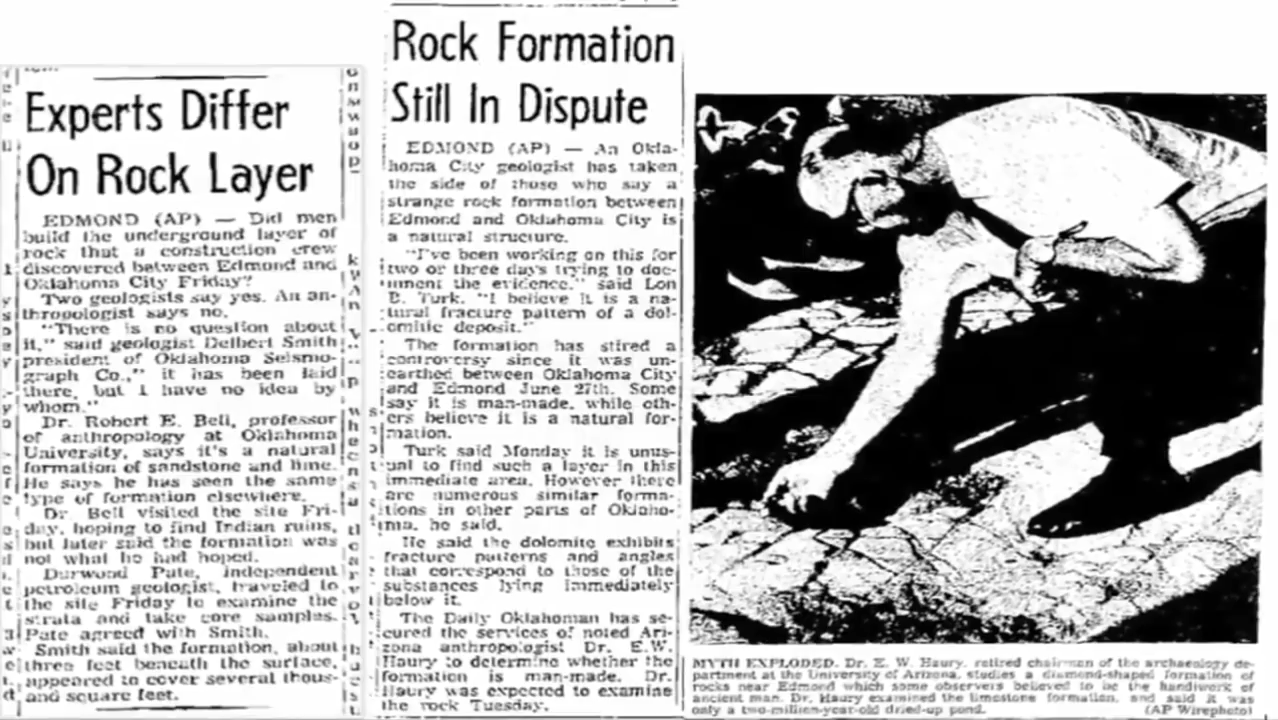 Experts Differ
On Rock Layer
EDMOND (AP) — Did men
build the underground layer of
rock that a construction crew
discovered between Edmond and
Oklahoma City Friday?
Two geologists say yes. An an-
thropologist says no.
"There is no question about
it," said geologist Delbert Smith
president of Oklahoma Seismo-
graph Co.," it has been laid
there, but I have no idea by
whom."
Dr. Robert E. Bell, professor
of anthropology at Oklahoma
University, says it's a natural
formation of sandstone and lime.
He says he has seen the same
type of formation elsewhere.
Dr. Bell visited the site Fri-
day, hoping to find Indian ruins,
but later said the formation was
not what he had hoped.
Durwood Pate, independent
petroleum geologist, traveled to
the site Friday to examine the
strata and take core samples.
Pate agreed with Smith.
Smith said the formation, about
three feet beneath the surface,
appeared to cover several thous-
and square feet.
Rock Formation
Still In Dispute
EDMOND (AP) — An Okla-
homa City geologist has taken
the side of those who say a
strange rock formation between
Edmond and Oklahoma City is
a natural structure.
"I've been working on this for
two or three days trying to doc-
ument the evidence," said Lon
B. Turk. "I believe it is a na-
tural fracture pattern of a dol-
omitic deposit."
The formation has stired a
controversy since it was un-
earthed between Oklahoma City
and Edmond June 27th. Some
say it is man-made, while oth-
ers believe it is a natural for-
mation.
Turk said Monday it is unus-
ual to find such a layer in this
immediate area. However there
are numerous similar forma-
tions in other parts of Oklaho-
ma, he said.
He said the dolomite exhibits
fracture patterns and angles
that correspond to those of the
substances lying immediately
below it.
The Daily Oklahoman has se-
cured the services of noted Ari-
zona anthropologist Dr. E.W.
Haury to determine whether the
formation is man-made. Dr.
Haury was expected to examine
the rock Tuesday.
MYTH EXPLODED. Dr. E. W. Haury, retired chairman of the archaeology de-
partment at the University of Arizona, studies a diamond-shaped formation of
rocks near Edmond which some observers believed to be the handiwork of
ancient man. Dr. Haury examined the limestone formation, and said it was
only a two-million-year-old dried-up pond. (AP Wirephoto)